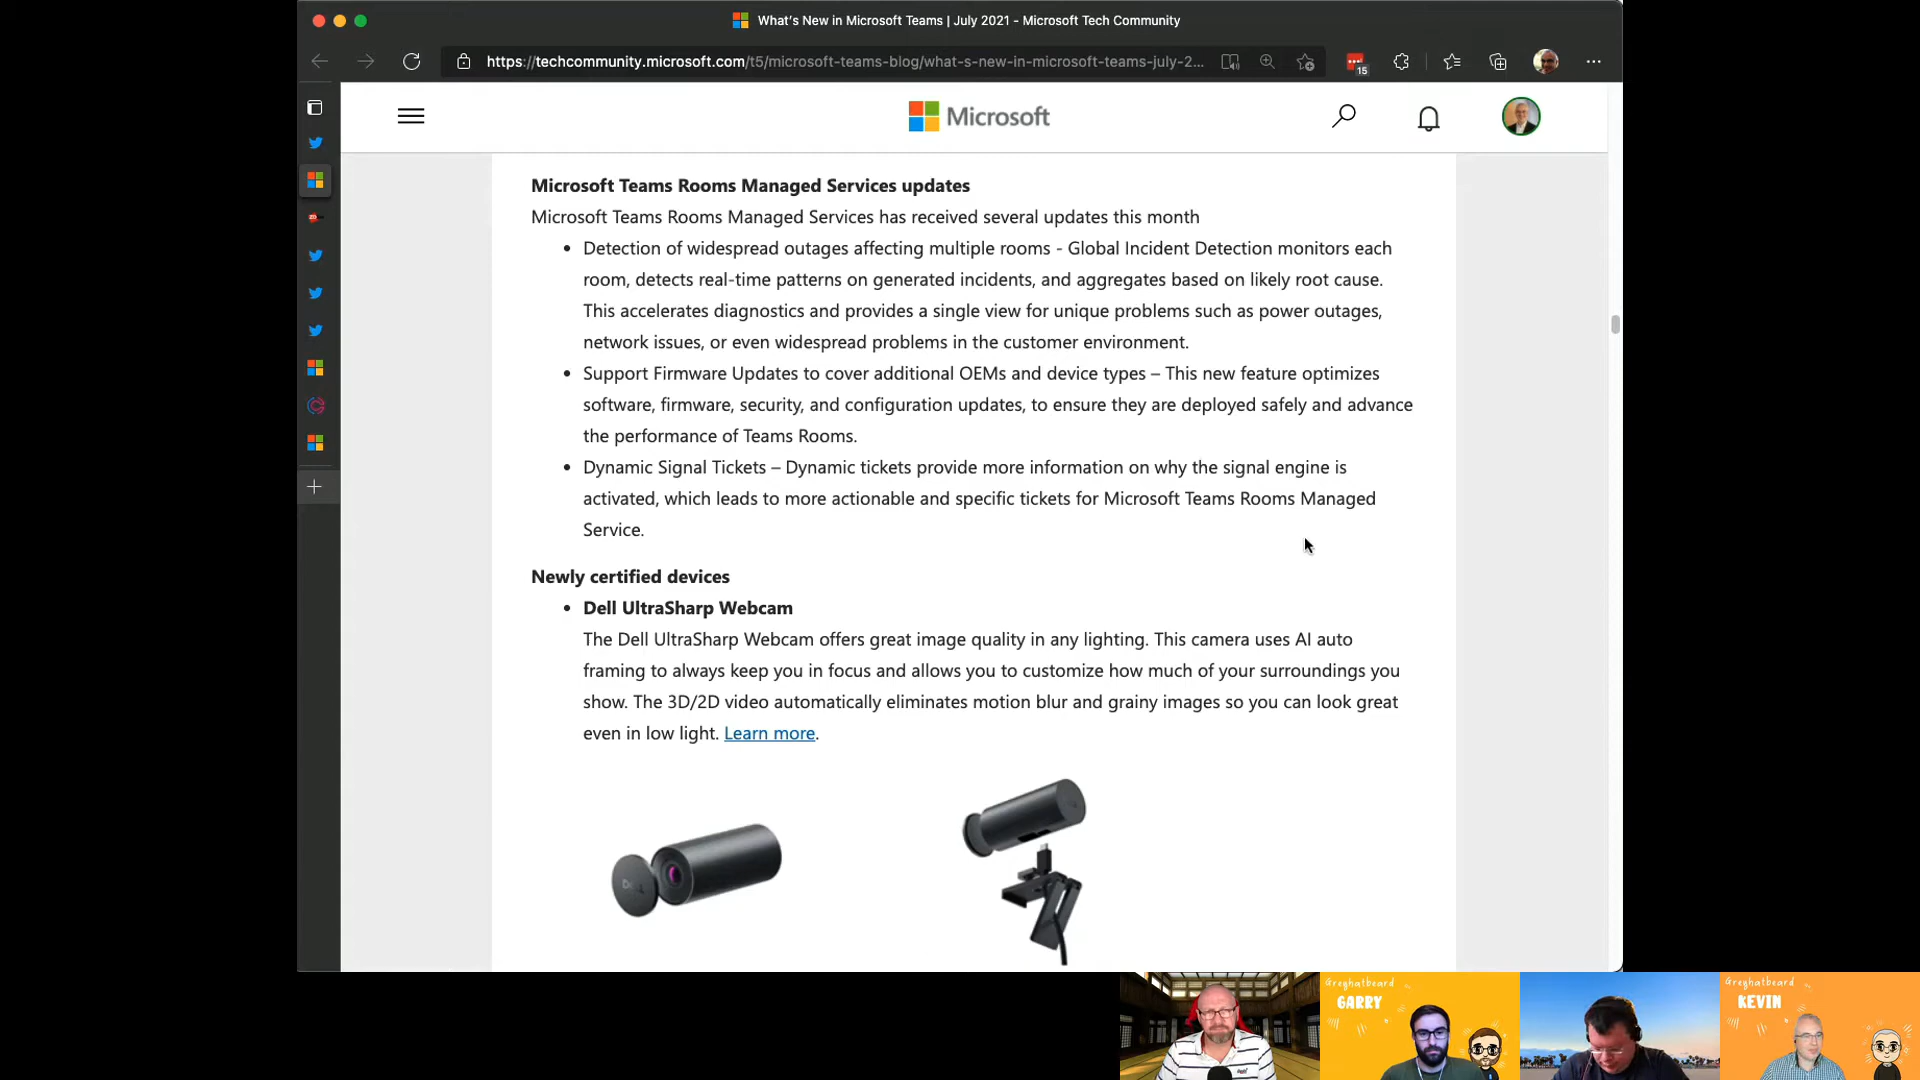 What's New in Microsoft Teams | July 2021 - Microsoft Tech Community
https://techcommunity.microsoft.com/t5/microsoft-teams-blog/what-s-new-in-microsoft-teams-july-2...
15
Microsoft
Microsoft Teams Rooms Managed Services updates
Microsoft Teams Rooms Managed Services has received several updates this month
• Detection of widespread outages affecting multiple rooms - Global Incident Detection monitors each
room, detects real-time patterns on generated incidents, and aggregates based on likely root cause.
This accelerates diagnostics and provides a single view for unique problems such as power outages,
network issues, or even widespread problems in the customer environment.
• Support Firmware Updates to cover additional OEMs and device types – This new feature optimizes
software, firmware, security, and configuration updates, to ensure they are deployed safely and advance
the performance of Teams Rooms.
• Dynamic Signal Tickets – Dynamic tickets provide more information on why the signal engine is
activated, which leads to more actionable and specific tickets for Microsoft Teams Rooms Managed
Service.
Newly certified devices
• Dell UltraSharp Webcam
The Dell UltraSharp Webcam offers great image quality in any lighting. This camera uses AI auto
framing to always keep you in focus and allows you to customize how much of your surroundings you
show. The 3D/2D video automatically eliminates motion blur and grainy images so you can look great
even in low light. Learn more.
Greyhatbeard
GARRY
Greyhatbeard
KEVIN